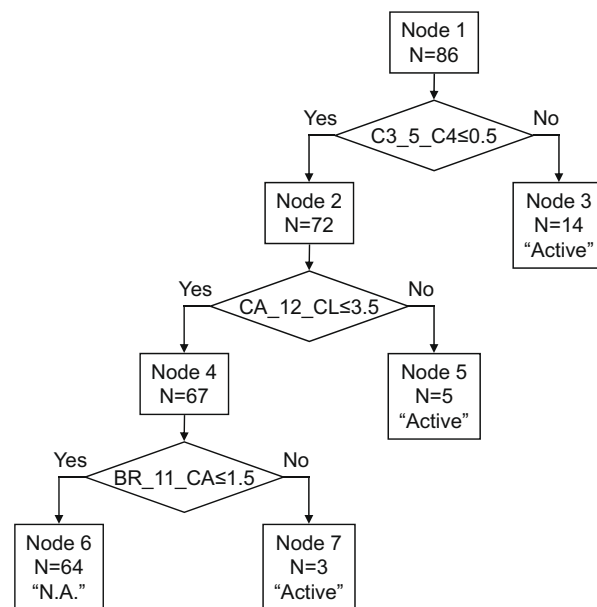 Node 1
N=86
Yes
No
C3_5_C4≤0.5
Node 2
N=72
Node 3
N=14
“Active”
Yes
No
CA_12_CL≤3.5
Node 4
N=67
Node 5
N=5
“Active”
Yes
No
BR_11_CA≤1.5
Node 6
N=64
“N.A.”
Node 7
N=3
“Active”